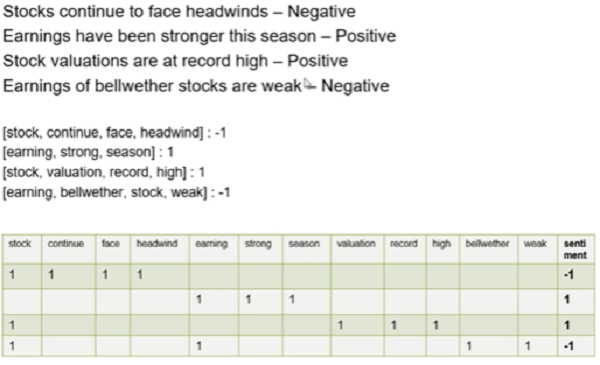 Stocks continue to face headwinds – Negative
Earnings have been stronger this season – Positive
Stock valuations are at record high – Positive
Earnings of bellwether stocks are weak – Negative
[stock, continue, face, headwind] : -1
[earning, strong, season] : 1
[stock, valuation, record, high] : 1
[earning, bellwether, stock, weak] : -1
stock continue face headwind earning strong season valuation record high bellwether weak senti
ment
1 1 1 1 -1
1 1 1 1
1 1 1 1 1
1 1 1 1 -1